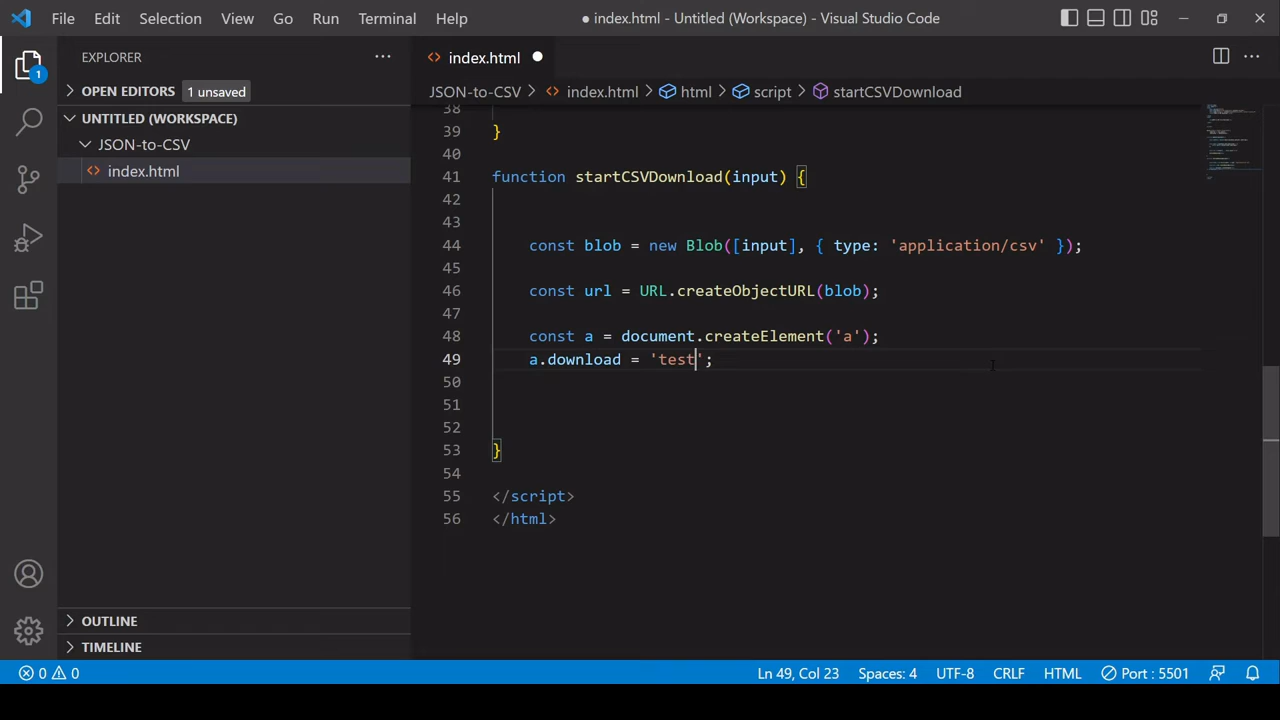 File Edit Selection View Go Run Terminal Help ● index.html - Untitled (Workspace) - Visual Studio Code
EXPLORER ···
index.html ●
OPEN EDITORS 1 unsaved
JSON-to-CSV > index.html > html > script > startCSVDownload
UNTITLED (WORKSPACE)
JSON-to-CSV
index.html
1
38
39 }
40
41 function startCSVDownload(input) {
42
43
44 const blob = new Blob([input], { type: 'application/csv' });
45
46 const url = URL.createObjectURL(blob);
47
48 const a = document.createElement('a');
49 a.download = 'test';
50
51
52
53 }
54
55 </script>
56 </html>
OUTLINE
TIMELINE
0 0 Ln 49, Col 23 Spaces: 4 UTF-8 CRLF HTML Port : 5501